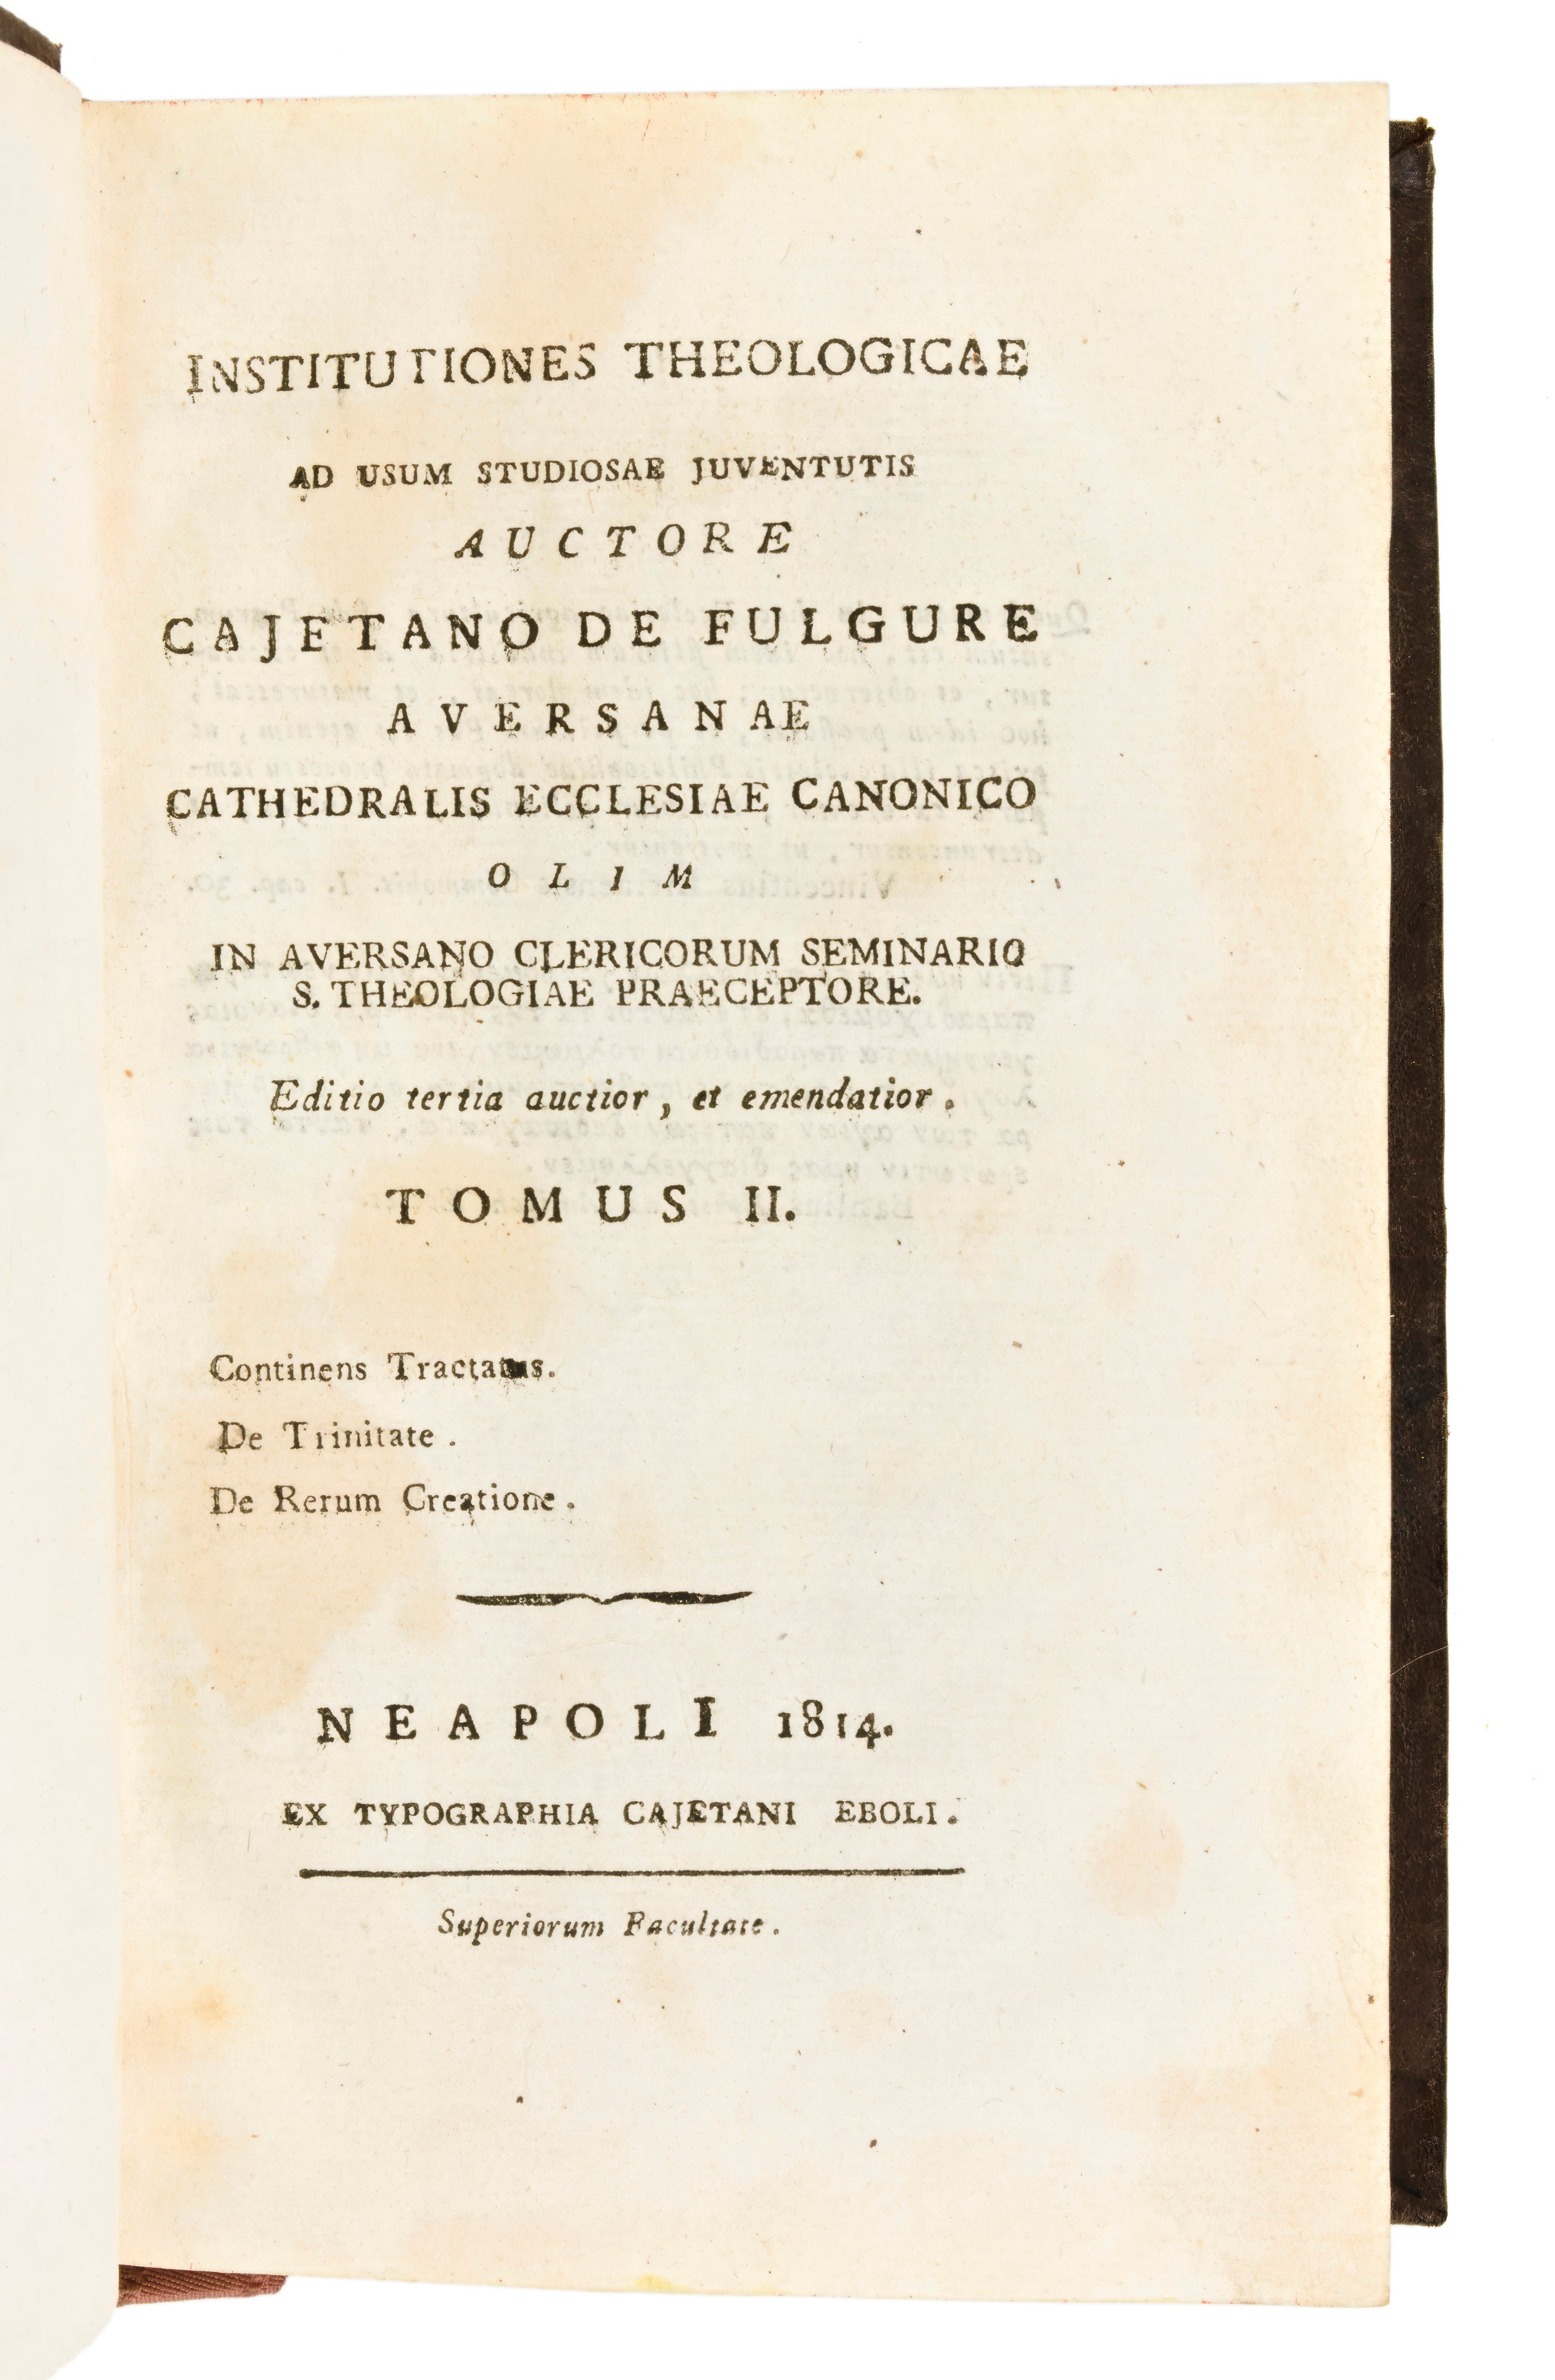 INSTITUTIONES THEOLOGICAE
AD USUM STUDIOSAE JUVENTUTIS
AUCTORE
CAJETANO DE FULGURE
AVERSANAE
CATHEDRALIS ECCLESIAE CANONICO
OLIM
IN AVERSANO CLERICORUM SEMINARIO
S. THEOLOGIAE PRAECEPTORE.
Editio tertia auctior, et emendatior.
TOMUS II.
Continens Tractatus.
De Trinitate.
De Rerum Creatione.
NEAPOLI 1814.
EX TYPOGRAPHIA CAJETANI EBOLI.
Superiorum Facultate.